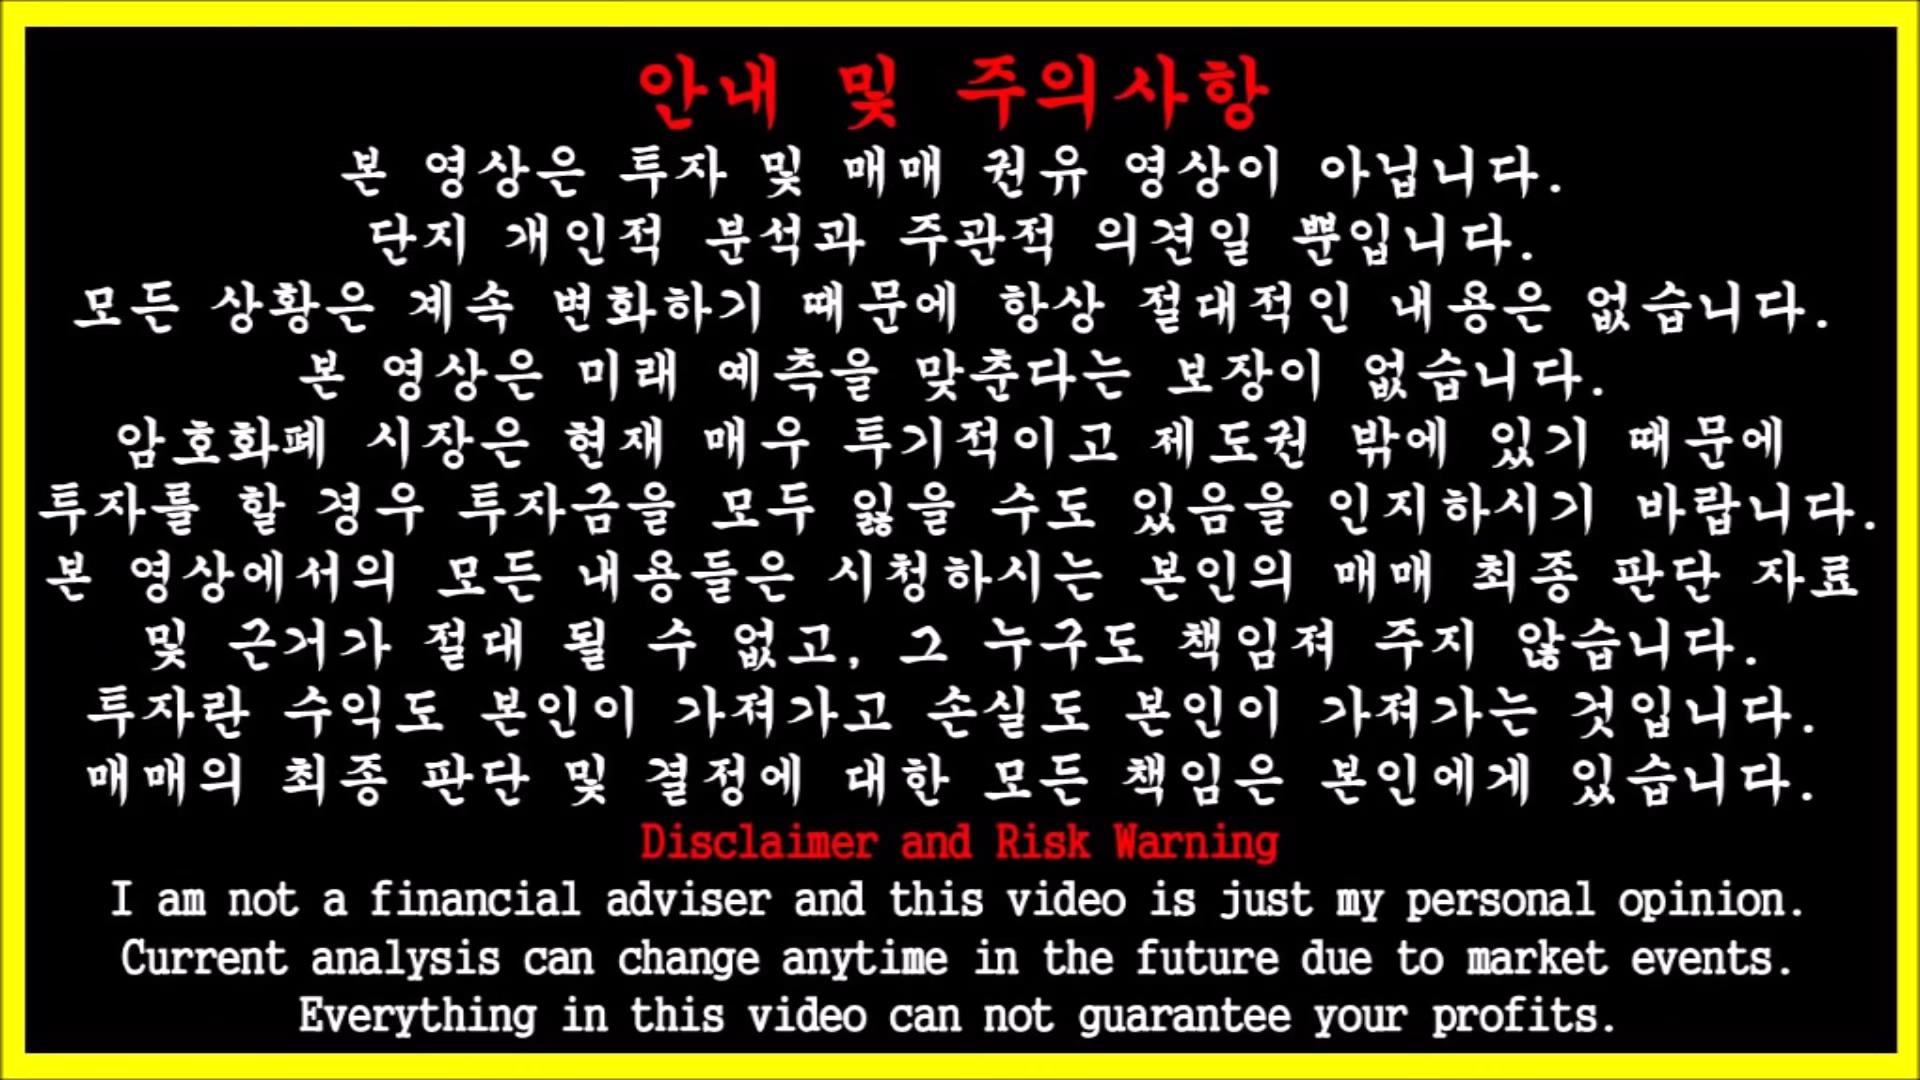 안내 및 주의사항
본 영상은 투자 및 매매 권유 영상이 아닙니다.
단지 개인적 분석과 주관적 의견일 뿐입니다.
모든 상황은 계속 변화하기 때문에 항상 절대적인 내용은 없습니다.
본 영상은 미래 예측을 맞춘다는 보장이 없습니다.
암호화폐 시장은 현재 매우 투기적이고 제도권 밖에 있기 때문에
투자를 할 경우 투자금을 모두 잃을 수도 있음을 인지하시기 바랍니다.
본 영상에서의 모든 내용들은 시청하시는 본인의 매매 최종 판단 자료
및 근거가 절대 될 수 없고, 그 누구도 책임져 주지 않습니다.
투자란 수익도 본인이 가져가고 손실도 본인이 가져가는 것입니다.
매매의 최종 판단 및 결정에 대한 모든 책임은 본인에게 있습니다.
Disclaimer and Risk Warning
I am not a financial adviser and this video is just my personal opinion.
Current analysis can change anytime in the future due to market events.
Everything in this video can not guarantee your profits.